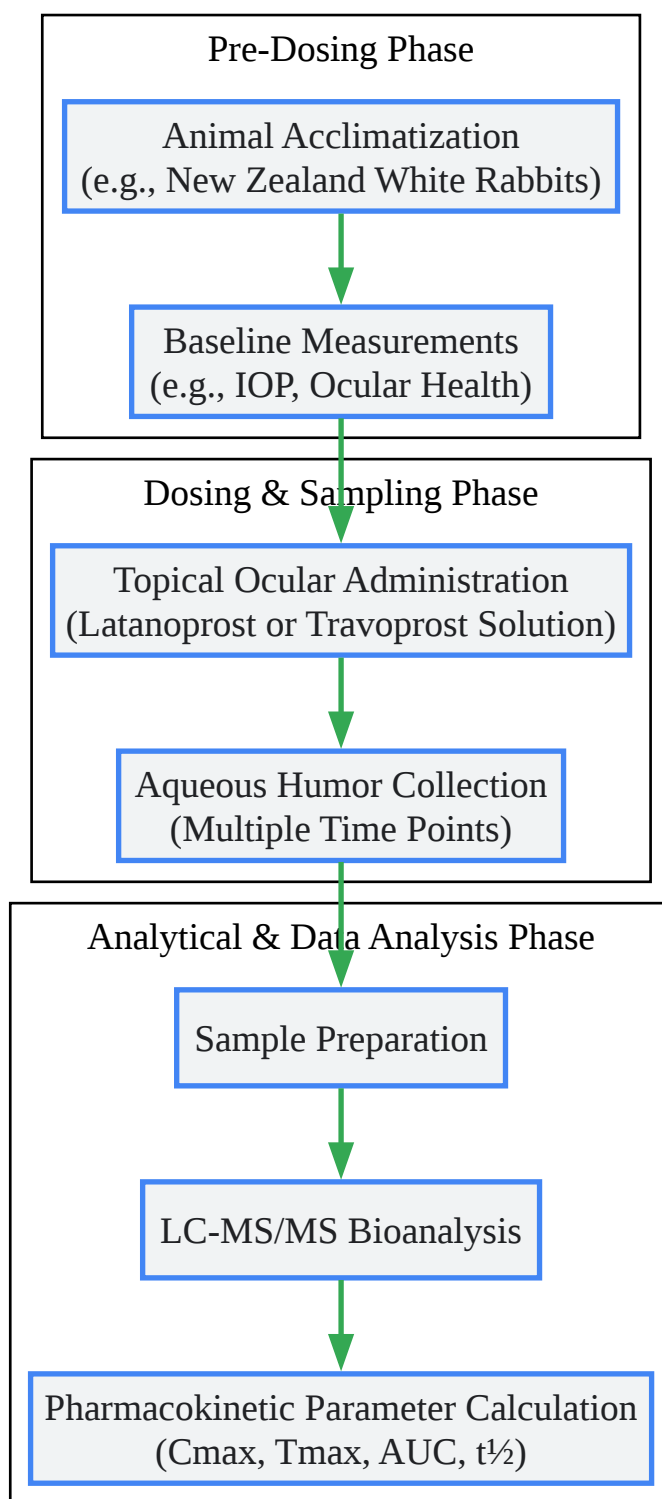 Pre-Dosing Phase
Animal Acclimatization
(e.g., New Zealand White Rabbits)
Baseline Measurements
(e.g., IOP, Ocular Health)
Dosing & Sampling Phase
Topical Ocular Administration
(Latanoprost or Travoprost Solution)
Aqueous Humor Collection
(Multiple Time Points)
Analytical & Data Analysis Phase
Sample Preparation
LC-MS/MS Bioanalysis
Pharmacokinetic Parameter Calculation
(Cmax, Tmax, AUC, t½)